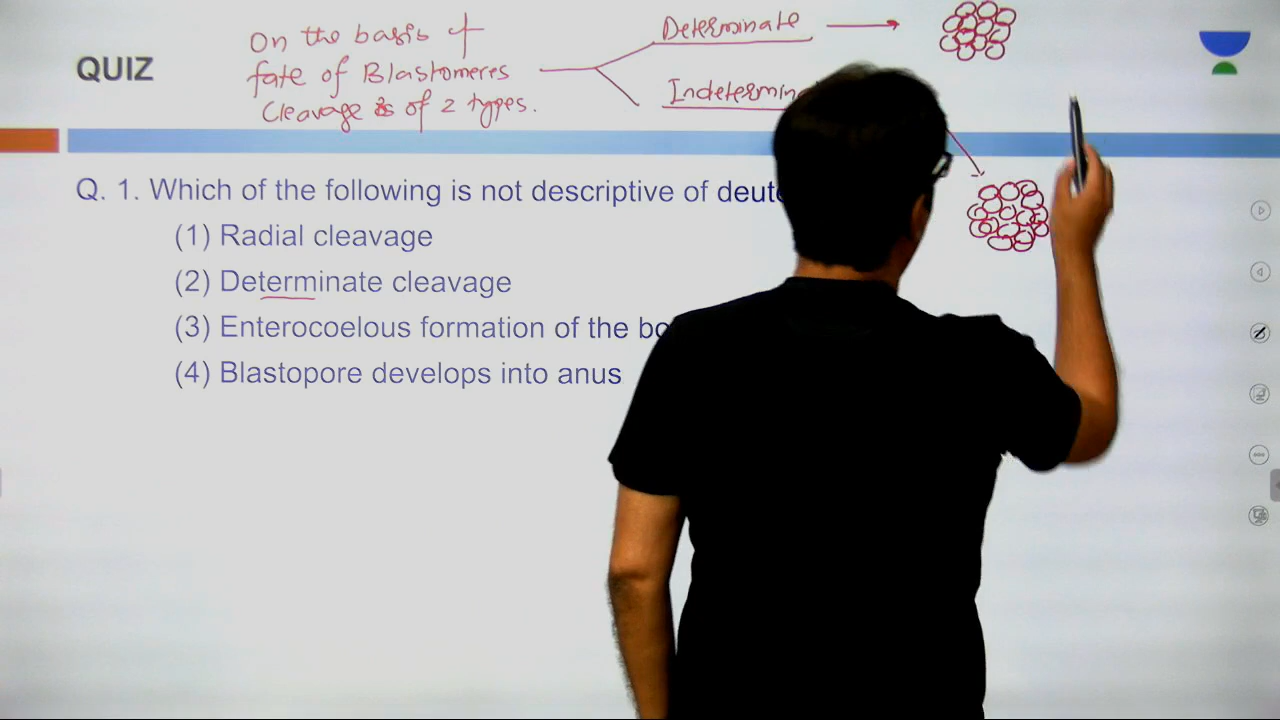 On the basis of
fate of Blastomeres
Cleavage is of 2 types.
Determinate
QUIZ
Q. 1. Which of the following is not descriptive of
(1) Radial cleavage
(2) Determinate cleavage
(3) Enterocoelous formation of the
(4) Blastopore develops into anus